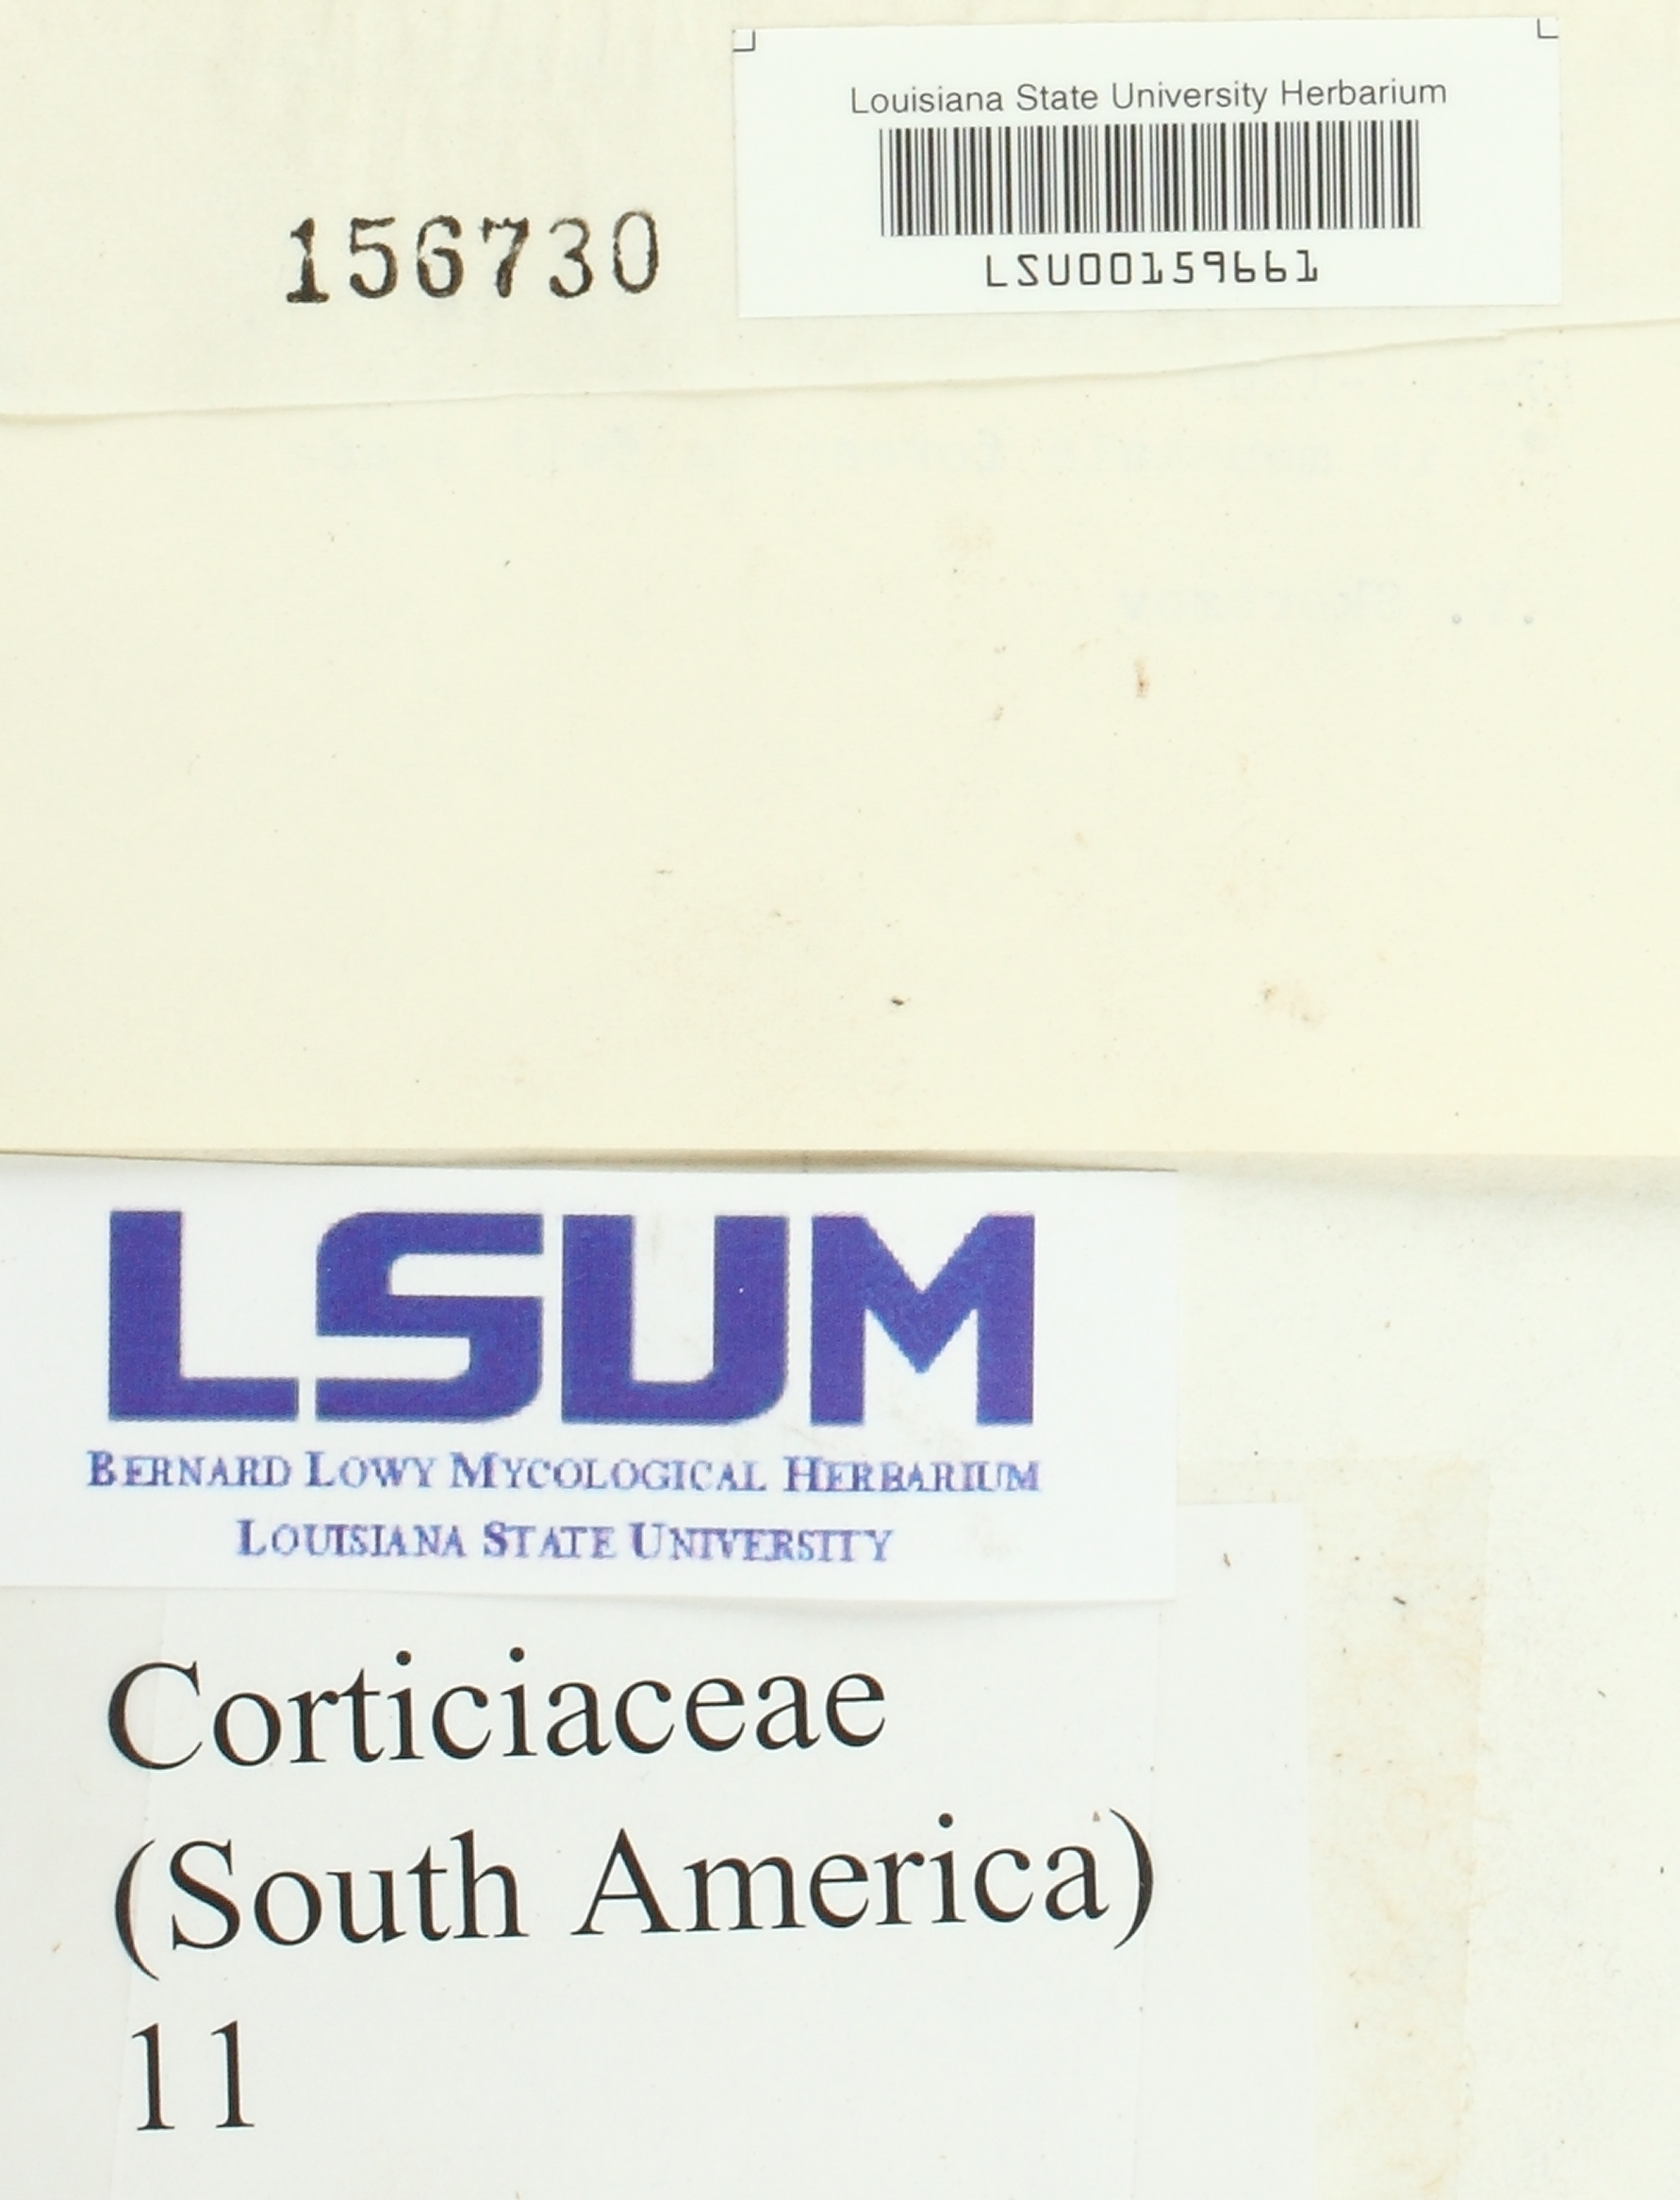 Louisiana State University Herbarium
156730
LSU00159661
LSUM
BERNARD LOWY MYCOLOGICAL HERBARIUM
LOUISIANA STATE UNIVERSITY
Corticiaceae
(South America)
11